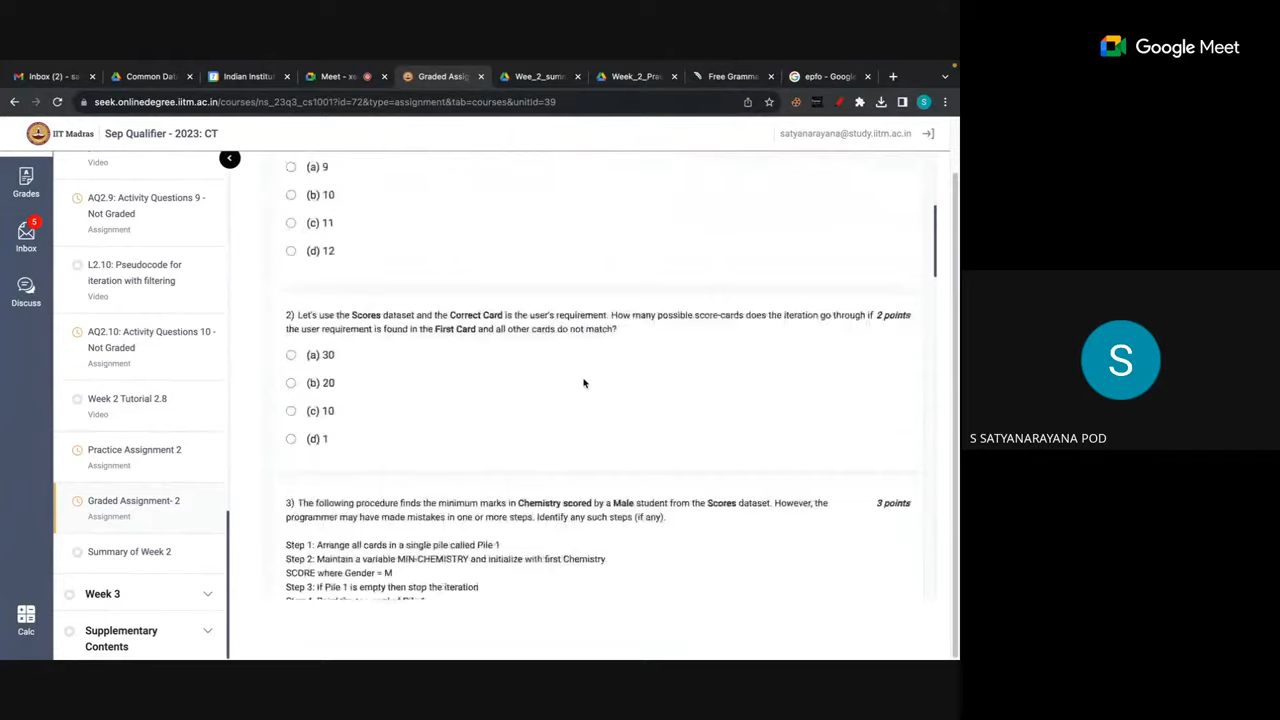 Google Meet
Inbox (2) - sa
Common Data
Indian Institut
Meet - xe
Graded Assig
Wee_2_summ
Week_2_Prac
Free Gramma
epfo - Google
seek.onlinedegree.iitm.ac.in/courses/ns_23q3_cs1001?id=72&type=assignment&tab=courses&unitId=39
S
IIT Madras
Sep Qualifier - 2023: CT
satyanarayana@study.iitm.ac.in
Grades
5
Inbox
Discuss
Calc
Video
AQ2.9: Activity Questions 9 -
Not Graded
Assignment
L2.10: Pseudocode for
iteration with filtering
Video
AQ2.10: Activity Questions 10 -
Not Graded
Assignment
Week 2 Tutorial 2.8
Video
Practice Assignment 2
Assignment
Graded Assignment- 2
Assignment
Summary of Week 2
Week 3
Supplementary
Contents
(a) 9
(b) 10
(c) 11
(d) 12
2) Let's use the Scores dataset and the Correct Card is the user's requirement. How many possible score-cards does the iteration go through if 2 points
the user requirement is found in the First Card and all other cards do not match?
(a) 30
(b) 20
(c) 10
(d) 1
3) The following procedure finds the minimum marks in Chemistry scored by a Male student from the Scores dataset. However, the 3 points
programmer may have made mistakes in one or more steps. Identify any such steps (if any).
Step 1: Arrange all cards in a single pile called Pile 1
Step 2: Maintain a variable MIN-CHEMISTRY and initialize with first Chemistry
SCORE where Gender = M
Step 3: If Pile 1 is empty then stop the iteration
S
S SATYANARAYANA POD